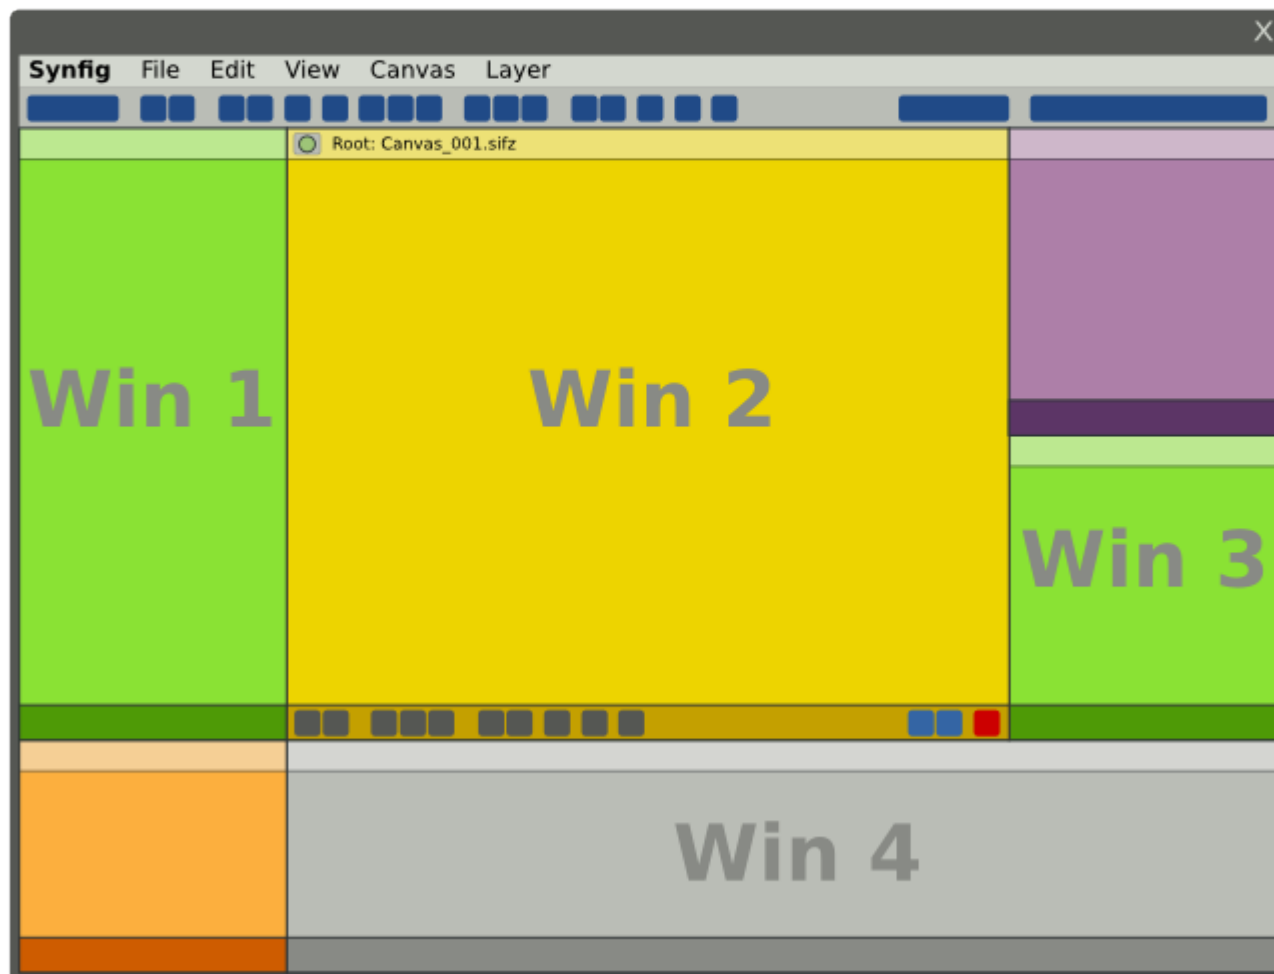 X
Synfig File Edit View Canvas Layer
Root: Canvas_001.sifz
Win 1
Win 2
Win 3
Win 4